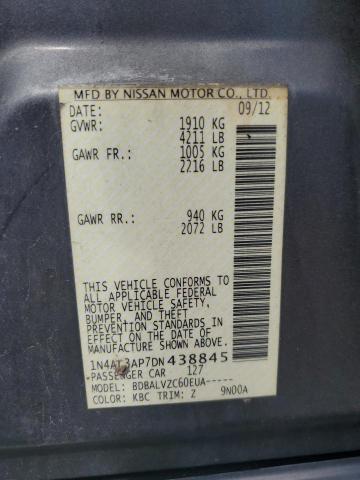 MFD BY NISSAN MOTOR CO., LTD.
DATE: 09/12
GVWR: 1910 KG
4211 LB
GAWR FR.: 1005 KG
2216 LB
GAWR RR.: 940 KG
2072 LB
THIS VEHICLE CONFORMS TO
ALL APPLICABLE FEDERAL
MOTOR VEHICLE SAFETY,
BUMPER, AND THEFT
PREVENTION STANDARDS IN
EFFECT ON THE DATE OF
MANUFACTURE SHOWN ABOVE.
438845
PASSENGER CAR 127
MODEL: BDBALVZC60EUA-----
COLOR: KBC TRIM: Z 9N00A